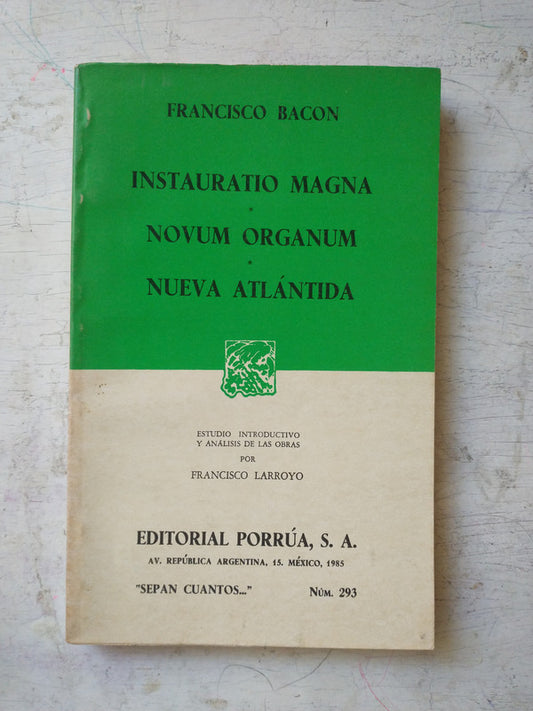 FRANCISCO BACON
INSTAURATIO MAGNA
NOVUM ORGANUM
NUEVA ATLÁNTIDA
ESTUDIO INTRODUCTIVO
Y ANÁLISIS DE LAS OBRAS
POR
FRANCISCO LARROYO
EDITORIAL PORRÚA, S. A.
AV. REPÚBLICA ARGENTINA, 15. MÉXICO, 1985
"SEPAN CUANTOS..." NÚM. 293